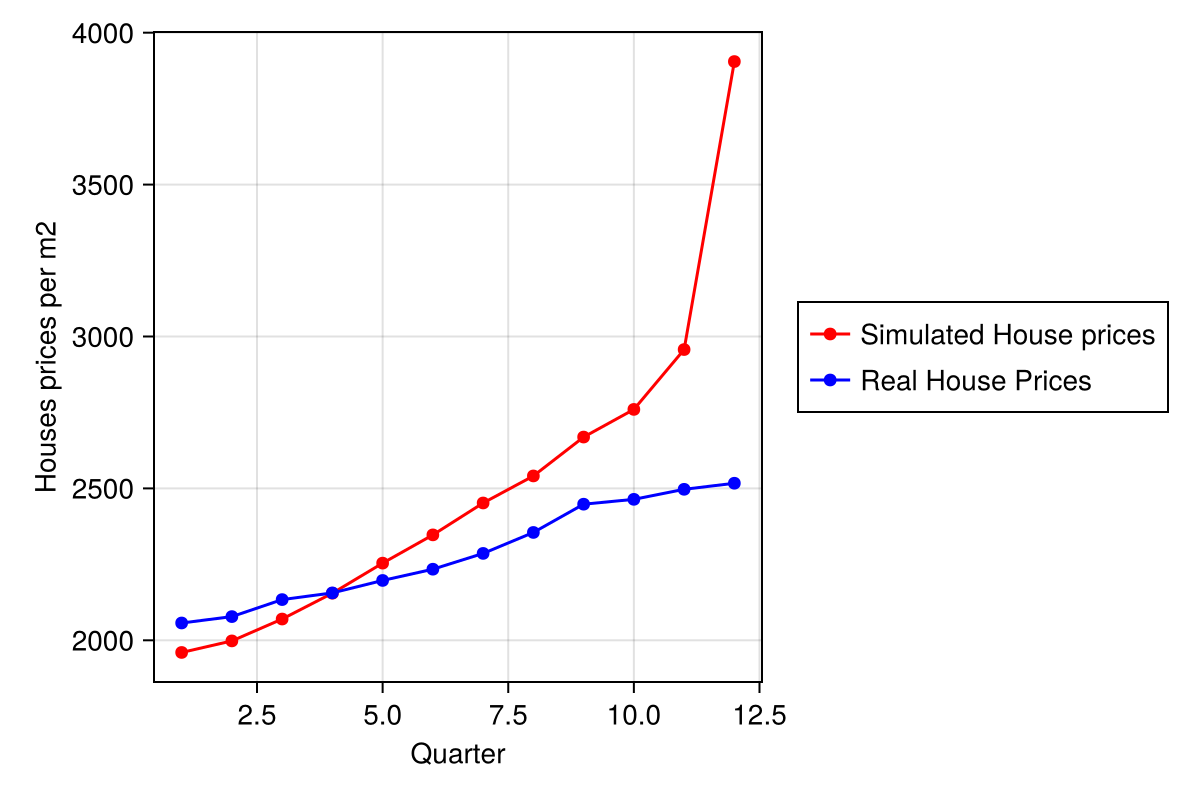 4000
3500
3000
2500
2000
Houses prices per m2
2.5 5.0 7.5 10.0 12.5
Quarter
Simulated House prices
Real House Prices